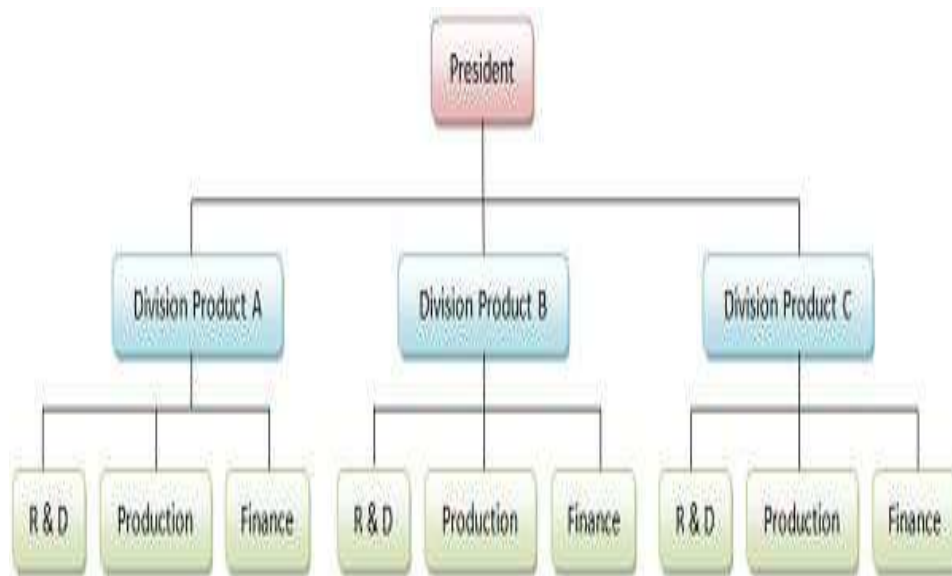 President
Division Product A
Division Product B
Division Product C
R & D
Production
Finance
R & D
Production
Finance
R & D
Production
Finance